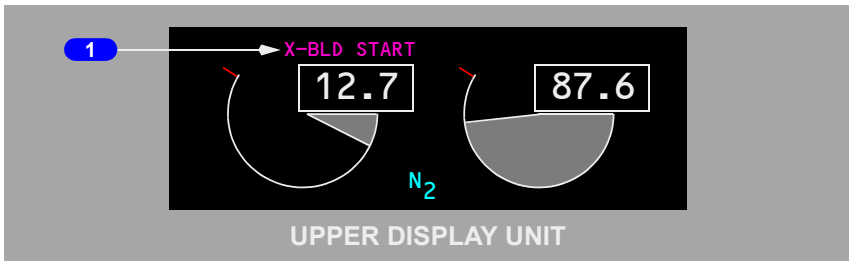 1
X-BLD START
12.7
87.6
N2
UPPER DISPLAY UNIT